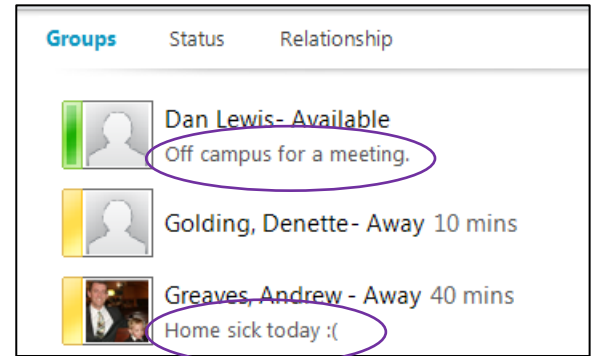 Groups Status Relationship
Dan Lewis- Available
Off campus for a meeting.
Golding, Denette- Away 10 mins
Greaves, Andrew - Away 40 mins
Home sick today :(